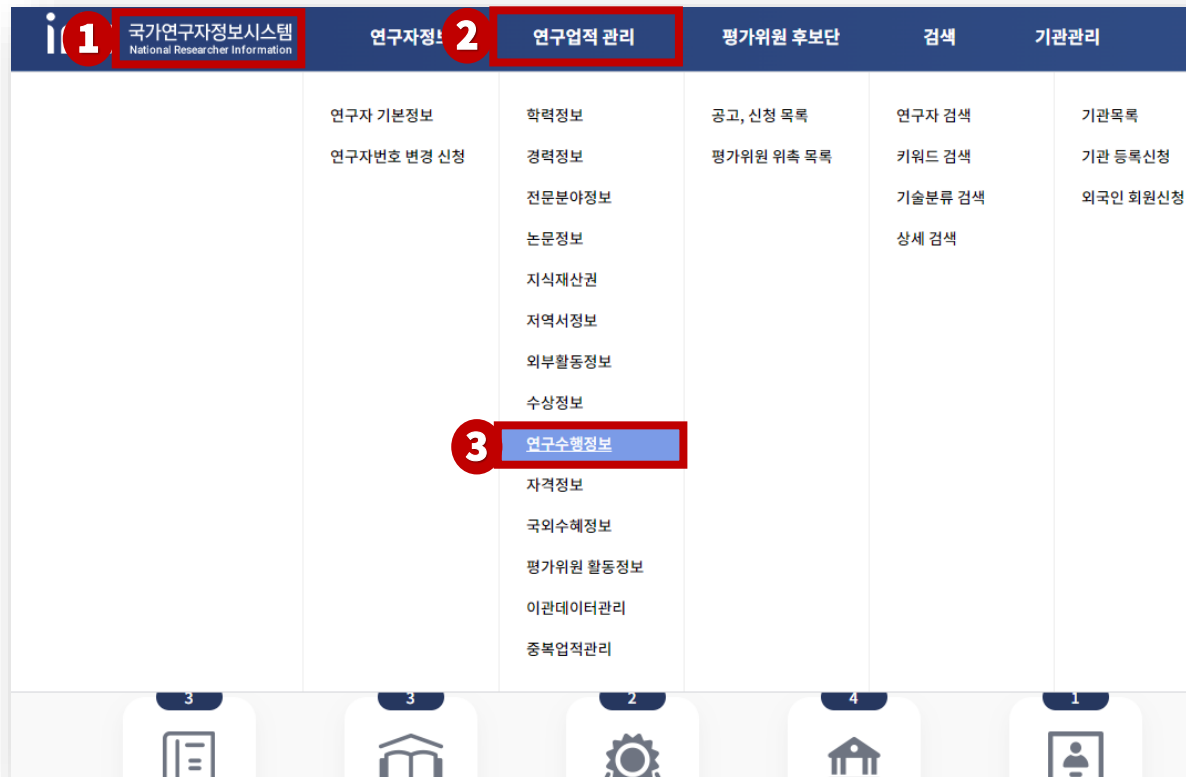 1 국가연구자정보시스템
National Researcher Information
2 연구업적 관리
평가위원 후보단
검색
기관관리
연구자 기본정보
연구자번호 변경 신청
학력정보
경력정보
전문분야정보
논문정보
지식재산권
저역서정보
외부활동정보
수상정보
3 연구수행정보
자격정보
국외수혜정보
평가위원 활동정보
이관데이터관리
중복업적관리
공고, 신청 목록
평가위원 위촉 목록
연구자 검색
키워드 검색
기술분류 검색
상세 검색
기관목록
기관 등록신청
외국인 회원신청
3 3 2 4 1